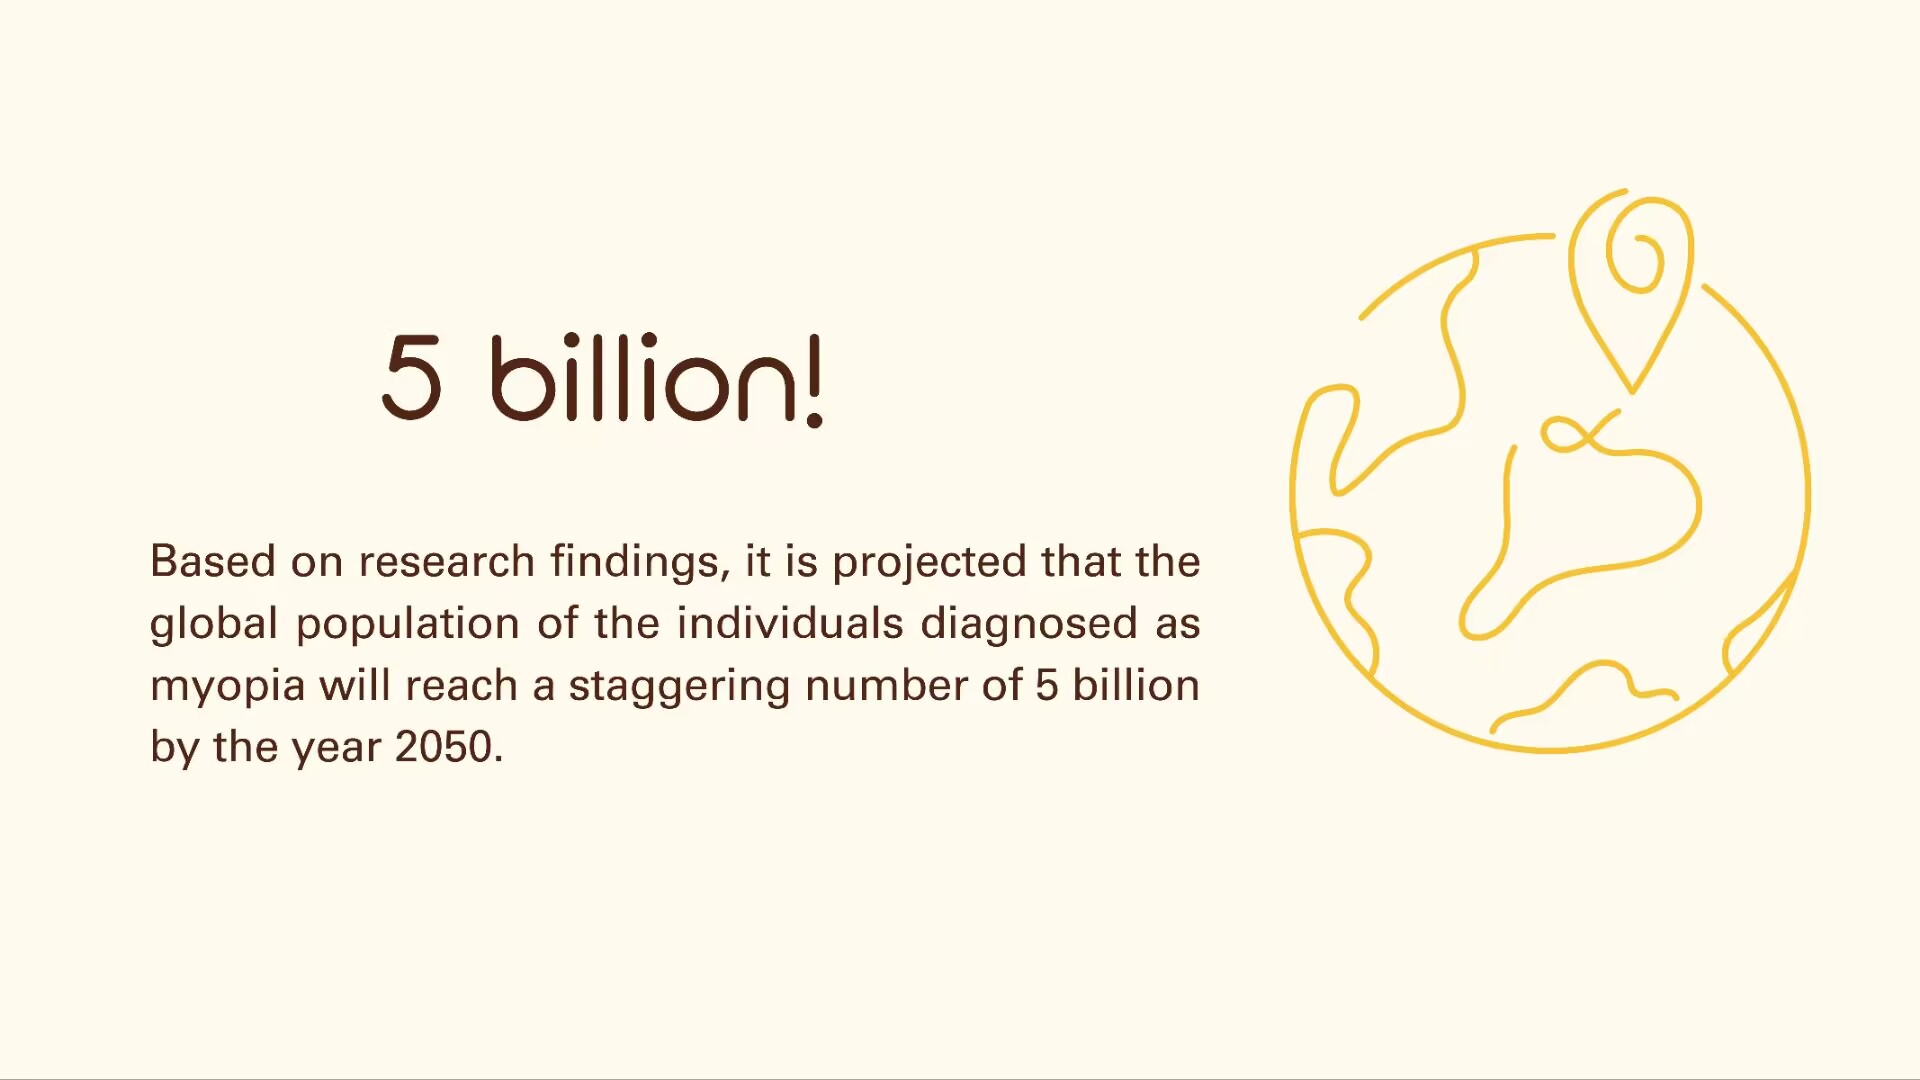 5 billion!
Based on research findings, it is projected that the
global population of the individuals diagnosed as
myopia will reach a staggering number of 5 billion
by the year 2050.